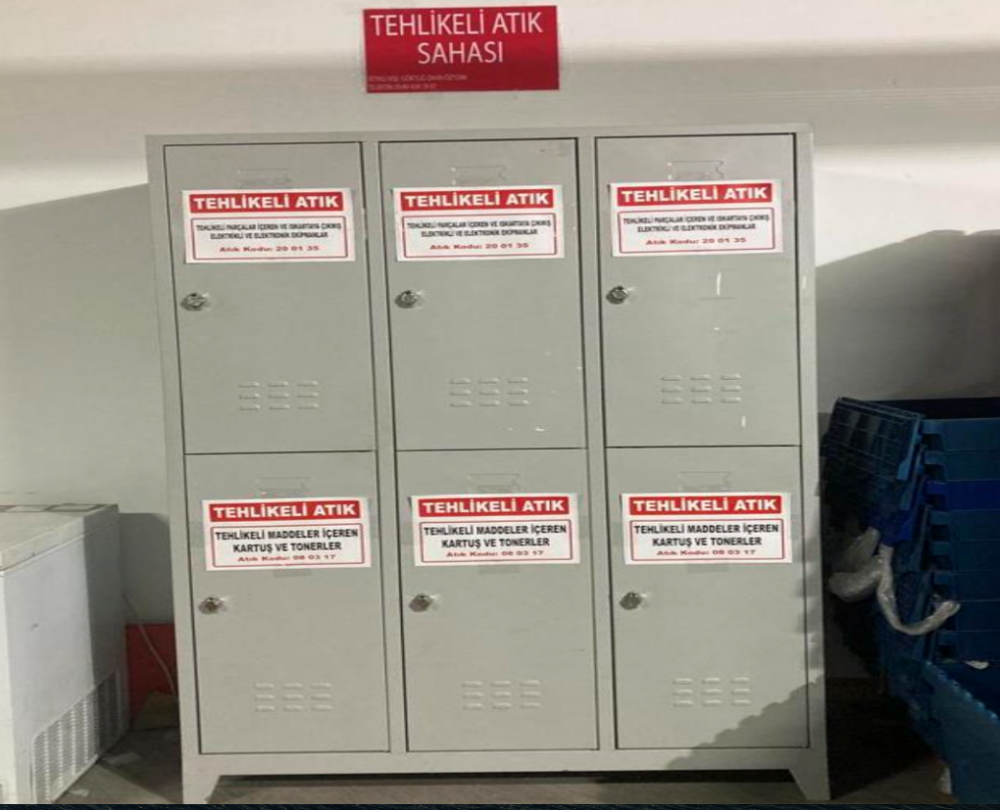 TEHLİKELİ ATIK
SAHASI
TEHLİKELİ ATIK
TEHLİKELİ PARÇALAR İÇEREN VE ISKARTAYA ÇIKMIŞ
ELEKTRİKLİ VE ELEKTRONİK EKİPMANLAR
Atık Kodu: 20 01 35
TEHLİKELİ ATIK
TEHLİKELİ PARÇALAR İÇEREN VE ISKARTAYA ÇIKMIŞ
ELEKTRİKLİ VE ELEKTRONİK EKİPMANLAR
Atık Kodu: 20 01 35
TEHLİKELİ ATIK
TEHLİKELİ PARÇALAR İÇEREN VE ISKARTAYA ÇIKMIŞ
ELEKTRİKLİ VE ELEKTRONİK EKİPMANLAR
Atık Kodu: 20 01 35
TEHLİKELİ ATIK
TEHLİKELİ MADDELER İÇEREN
KARTUŞ VE TONERLER
Atık Kodu: 08 03 17
TEHLİKELİ ATIK
TEHLİKELİ MADDELER İÇEREN
KARTUŞ VE TONERLER
Atık Kodu: 08 03 17
TEHLİKELİ ATIK
TEHLİKELİ MADDELER İÇEREN
KARTUŞ VE TONERLER
Atık Kodu: 08 03 17